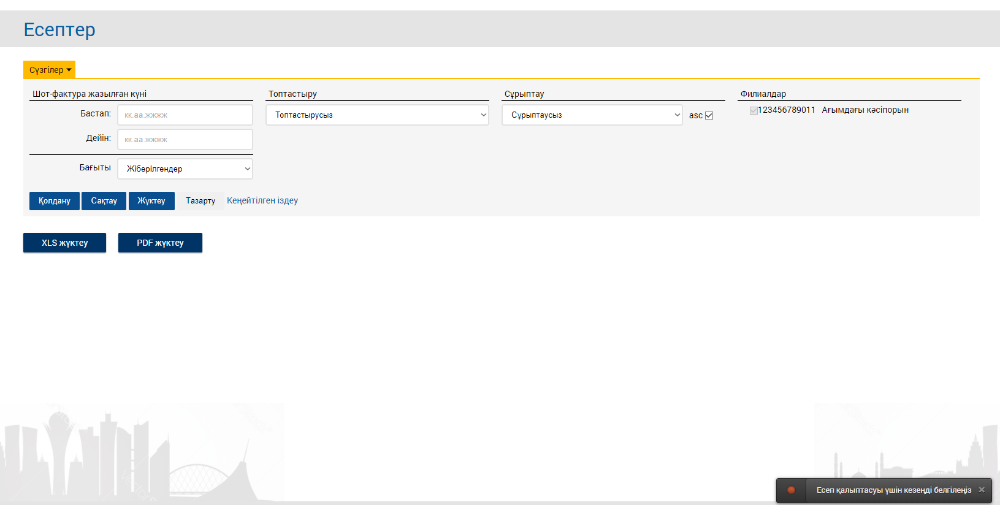 Есептер
Сүзгілер
Шот-фактура жазылған күні
Бастап: кк.аа.жжжж
Дейін: кк.аа.жжжж
Бағыты Жіберілгендер
Топтастыру
Топтастырусыз
Сұрыптау
Сұрыптаусыз asc
Филиалдар
123456789011 Ағымдағы кәсіпорын
Қолдану Сақтау Жүктеу Тазарту Кеңейтілген іздеу
XLS жүктеу PDF жүктеу
Есеп қалыптасуы үшін кезеңді белгілеңіз